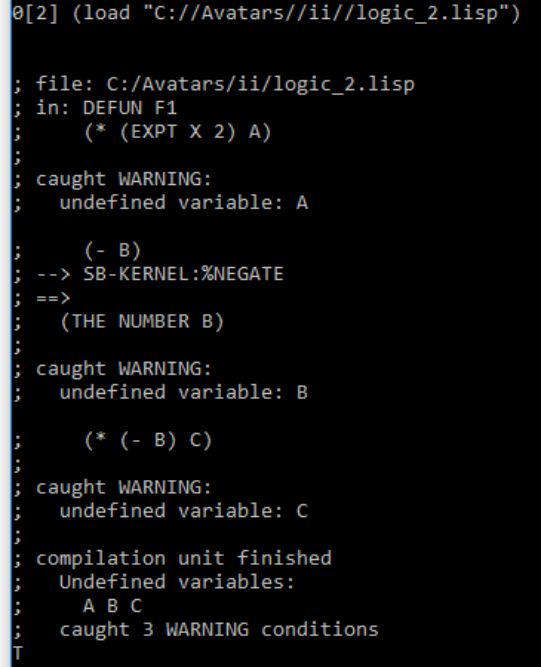 0[2] (load "C://Avatars//ii//logic_2.lisp")
; file: C:/Avatars/ii/logic_2.lisp
; in: DEFUN F1
;     (* (EXPT X 2) A)
;
; caught WARNING:
;   undefined variable: A
;     (- B)
; --> SB-KERNEL:%NEGATE
; ==>
;   (THE NUMBER B)
;
; caught WARNING:
;   undefined variable: B
;     (* (- B) C)
;
; caught WARNING:
;   undefined variable: C
;
; compilation unit finished
;   Undefined variables:
;     A B C
;   caught 3 WARNING conditions
T